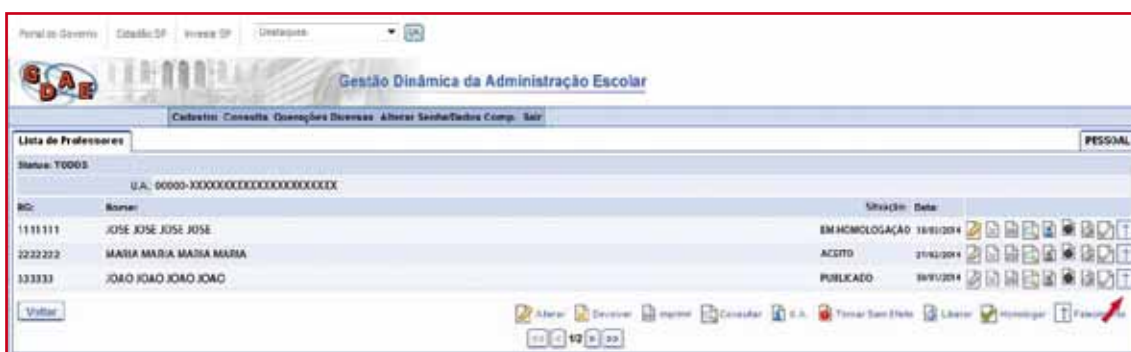 Portal do Governo Cidadão.SP Investe SP Destaques:
GDAE Gestão Dinâmica da Administração Escolar
Cadastro Consulta Operações Diversas Alterar Senha/Dados Comp. Sair
Lista de Professores PESSOAL
Status: TODOS
U.A.: 00000-XXXXXXXXXXXXXXXXXXXXXXX
RG: Nome: Situação: Data:
1111111 JOSE JOSE JOSE JOSE EM HOMOLOGAÇÃO
2222222 MARIA MARIA MARIA MARIA ACEITO
333333 JOAO JOAO JOAO JOAO PUBLICADO
Voltar Alterar Devolver Imprimir Consultar U.A. Tornar Sem Efeito Liberar Homologar
<< < 1/2 > >>